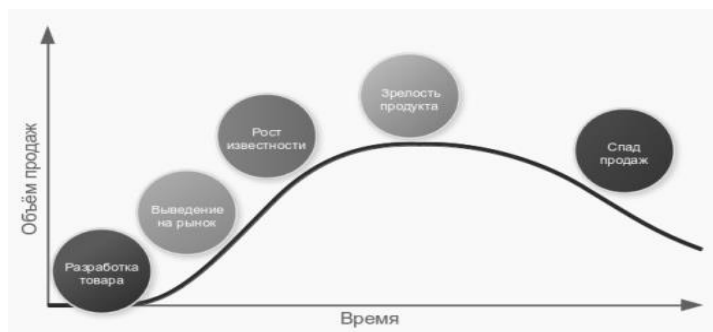 Объём продаж
Разработка
товара
Выведение
на рынок
Рост
известности
Зрелость
продукта
Спад
продаж
Время